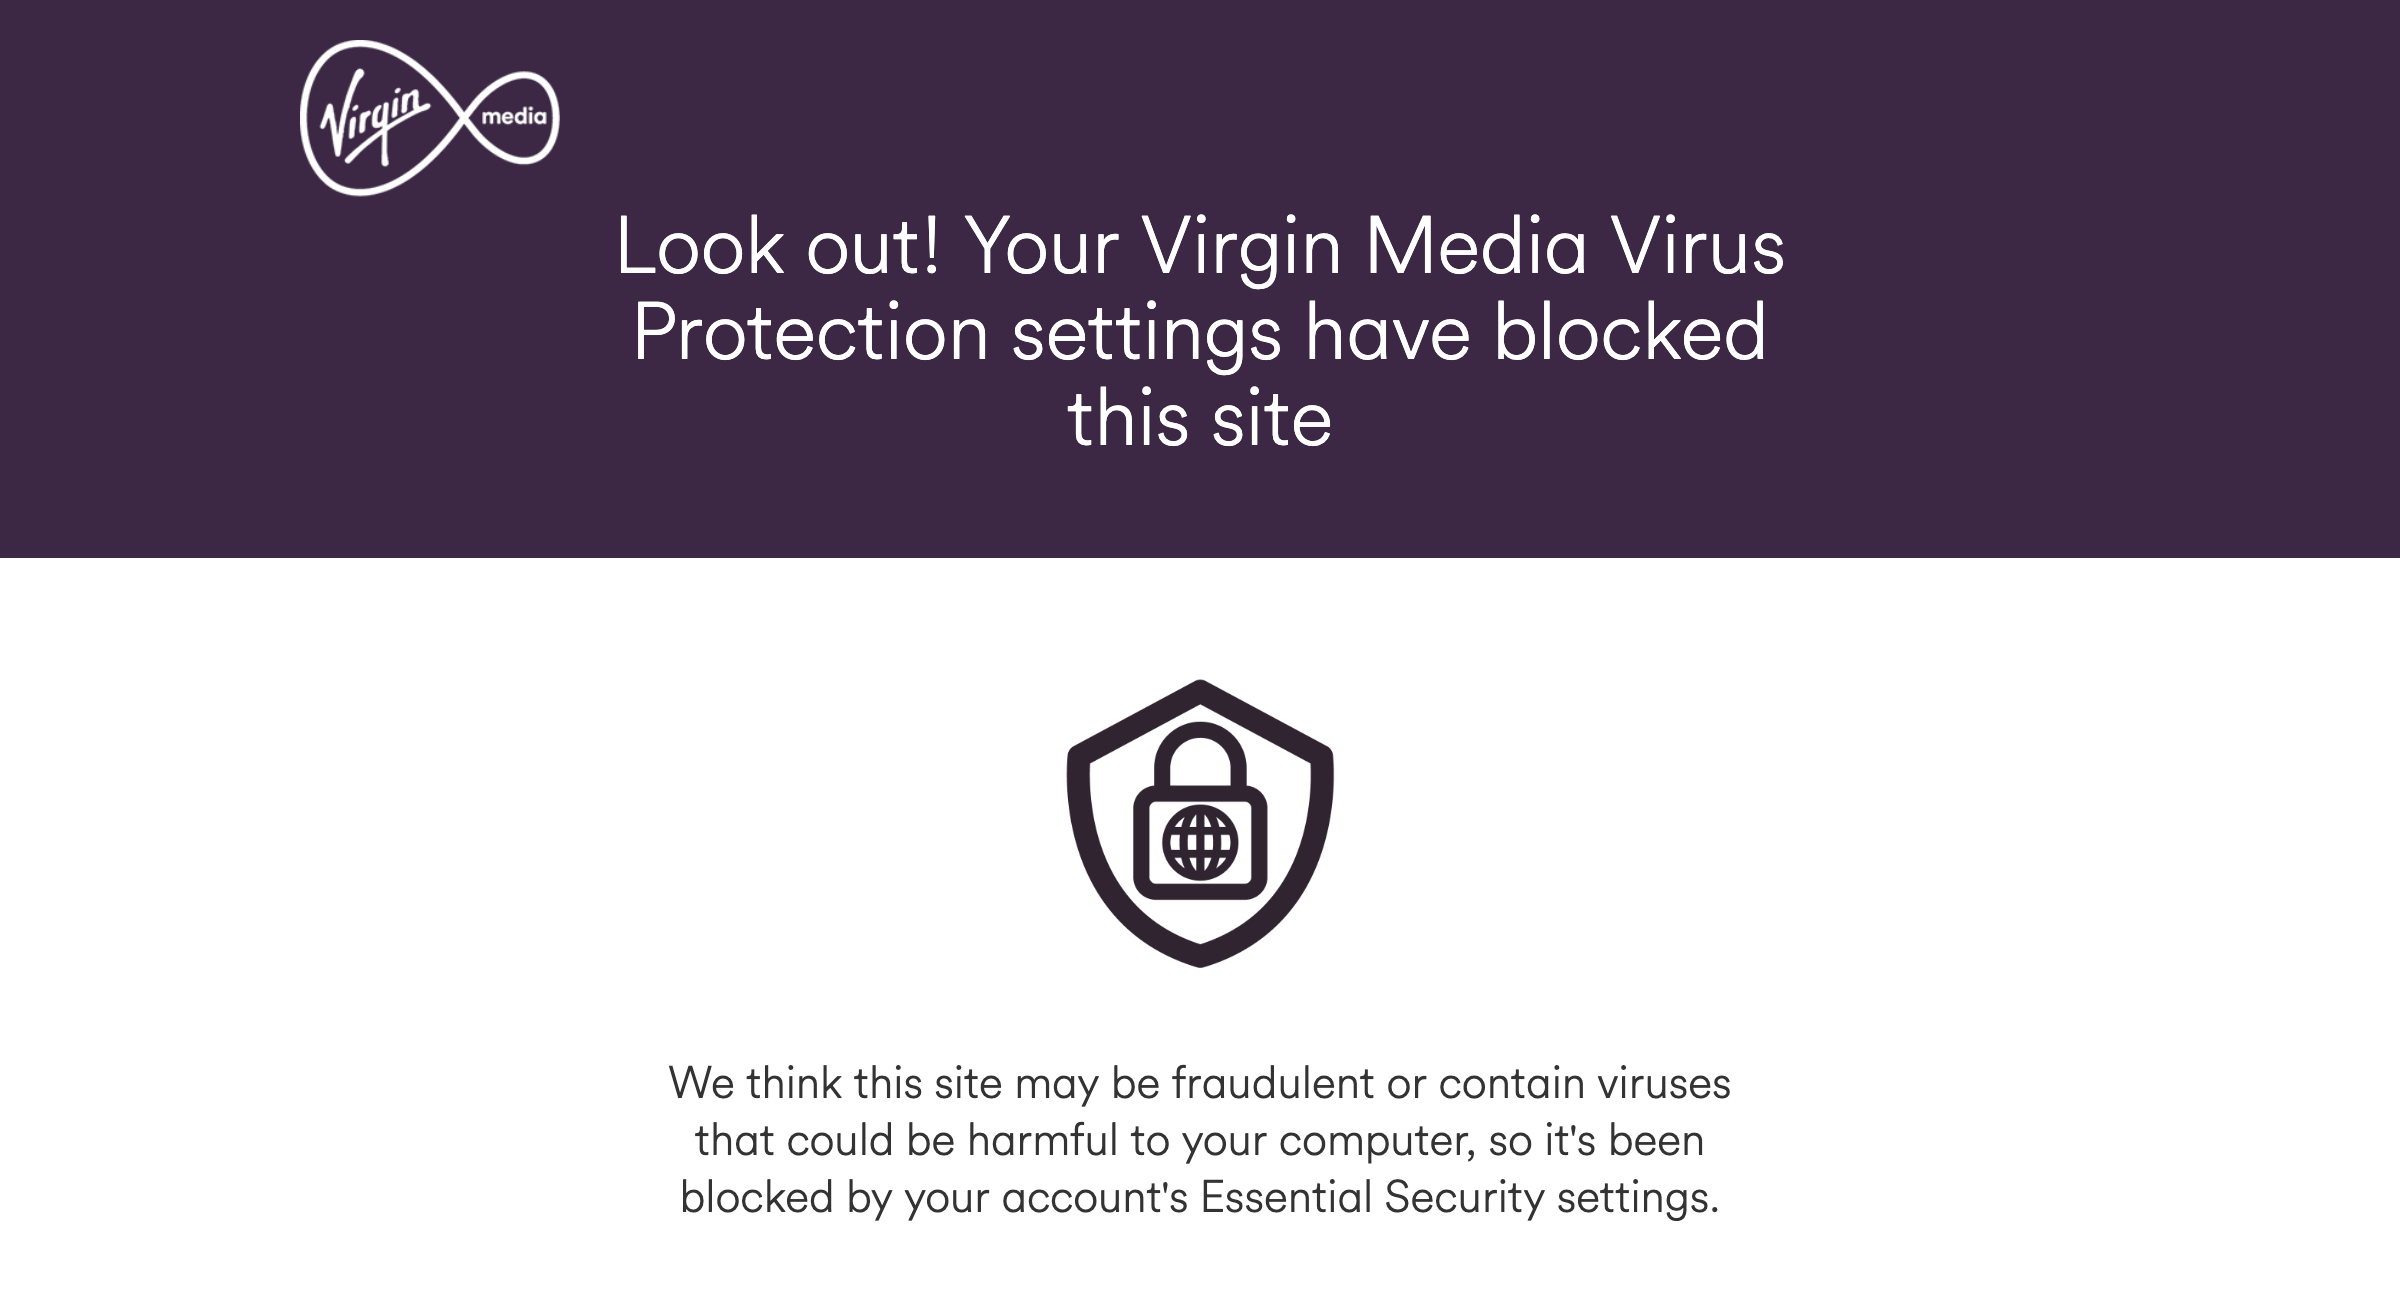 Virgin media
Look out! Your Virgin Media Virus
Protection settings have blocked
this site
We think this site may be fraudulent or contain viruses
that could be harmful to your computer, so it's been
blocked by your account's Essential Security settings.